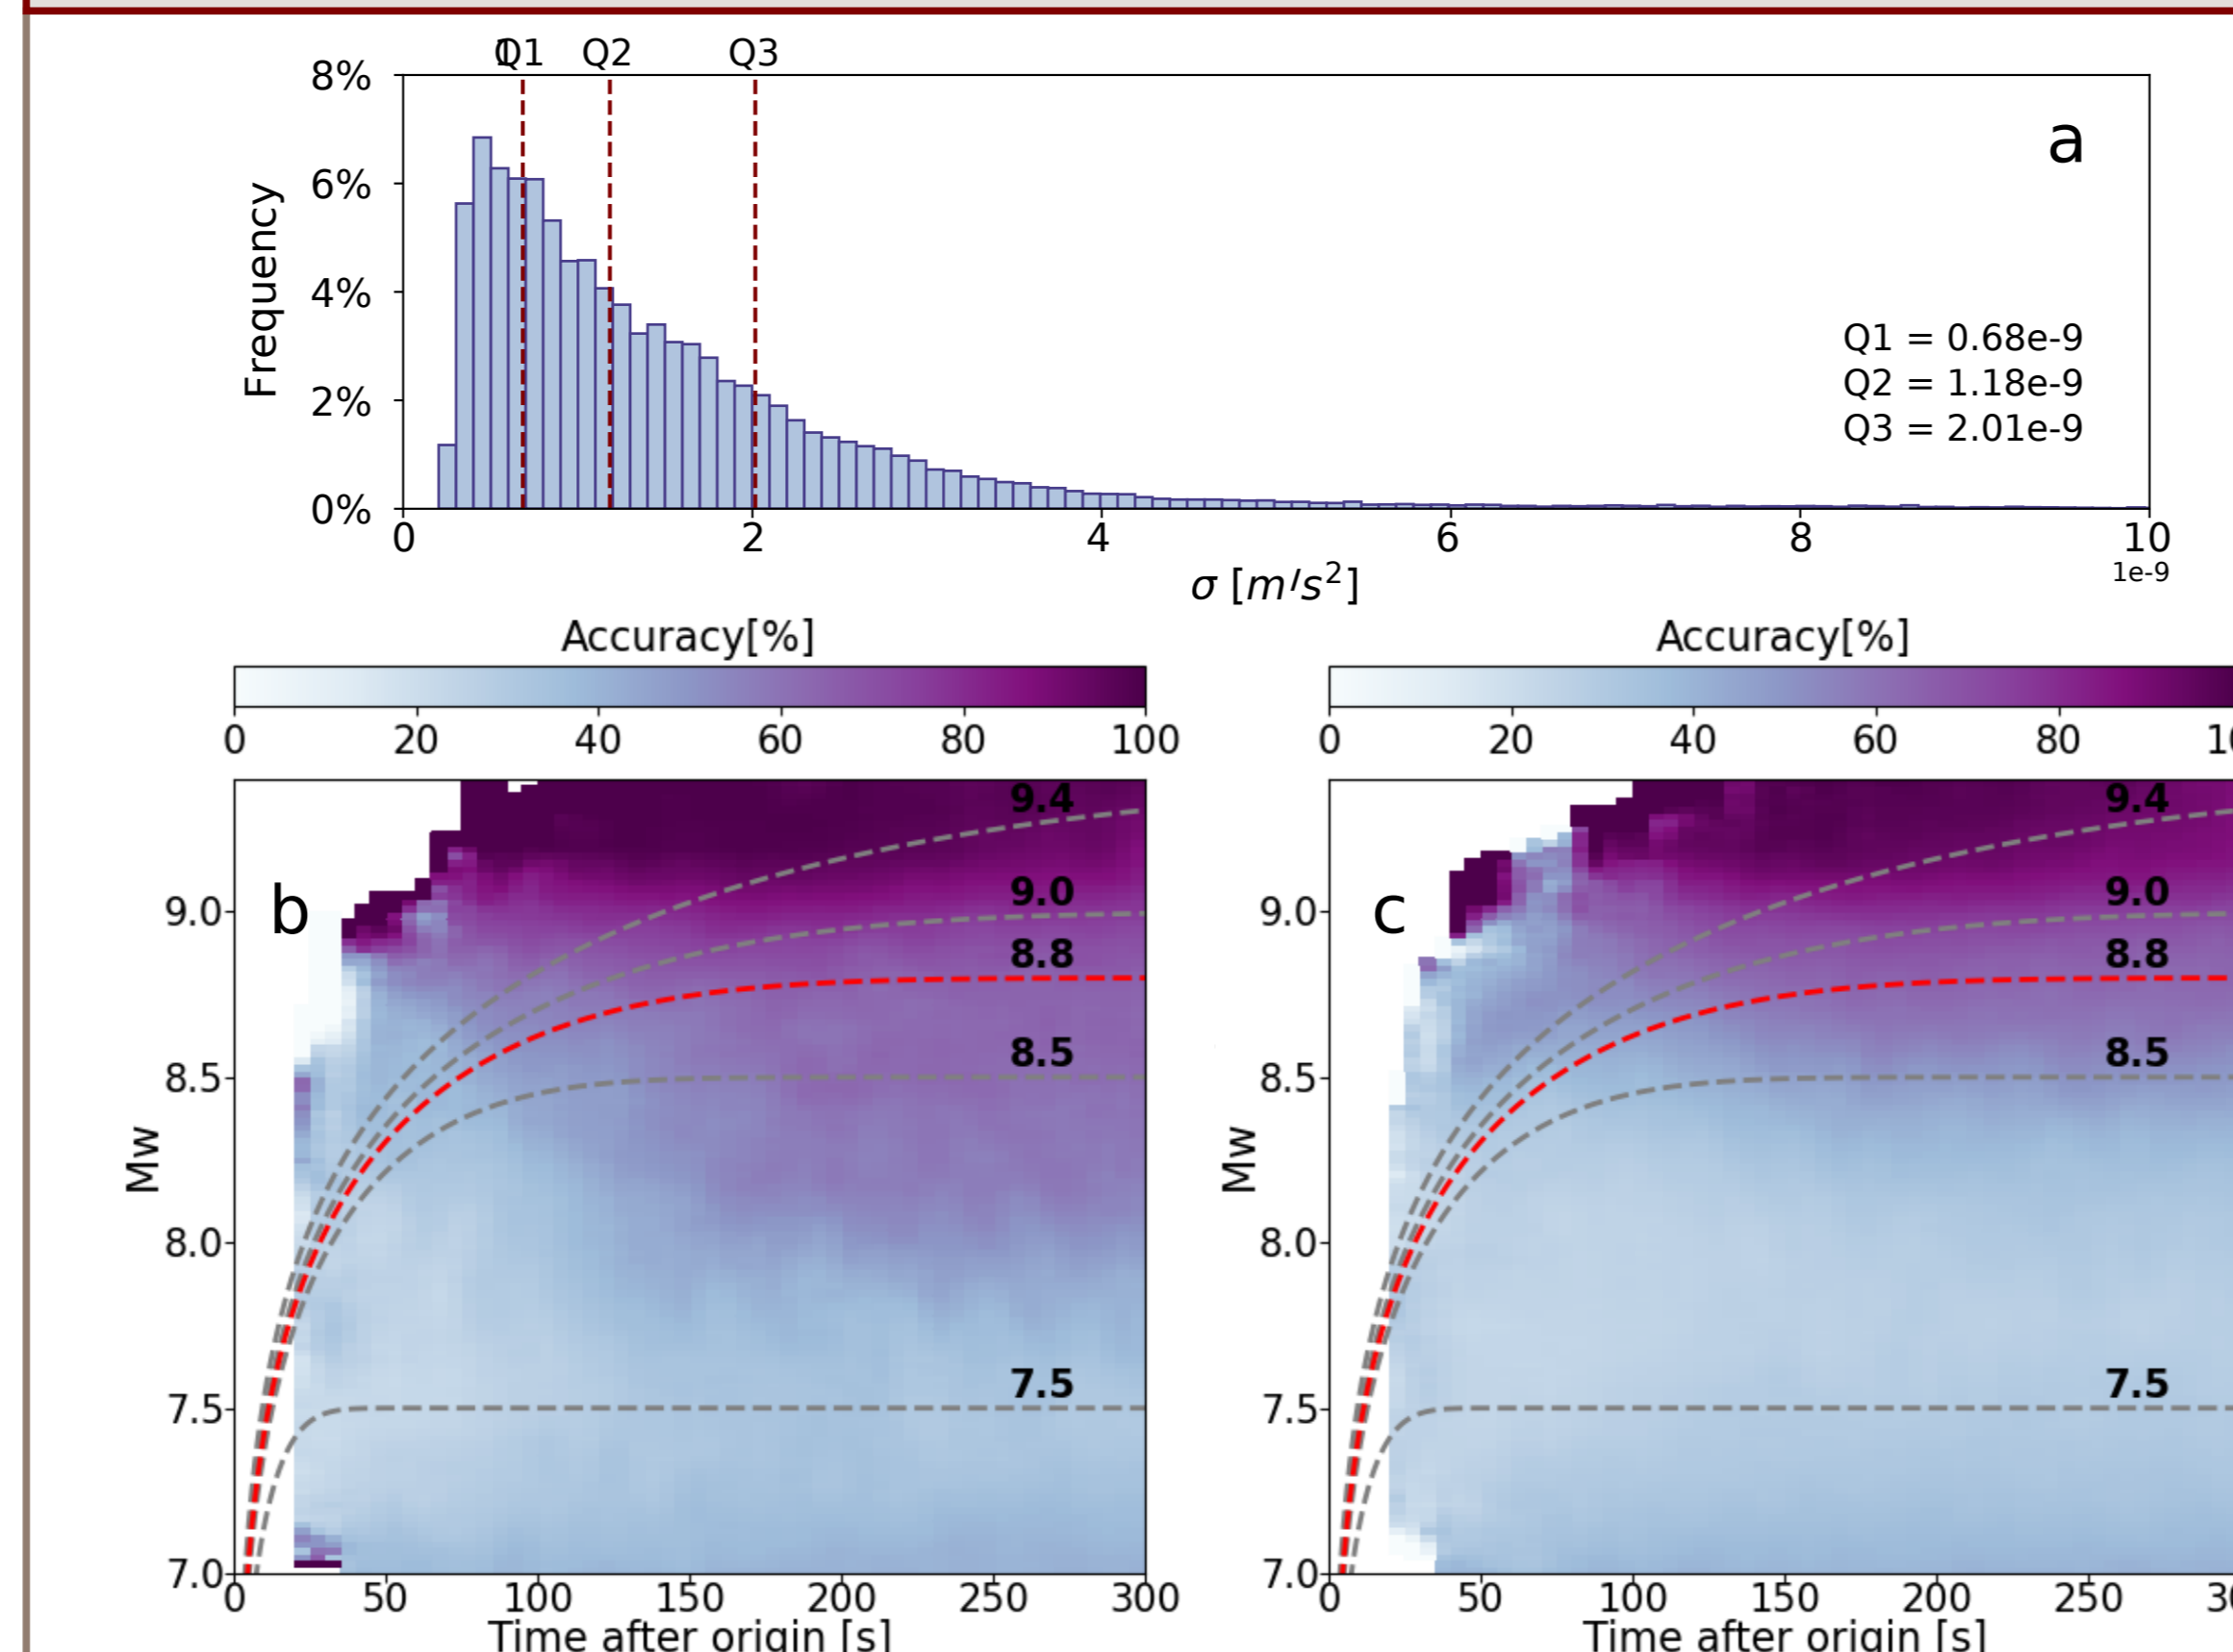 Q1 Q2 Q3
8%
6%
4%
2%
0%
Frequency
a
Q1 = 0.68e-9
Q2 = 1.18e-9
Q3 = 2.01e-9
0 2 4 6 8 10
1e-9
σ [m/s²]
Accuracy[%]
0 20 40 60 80 100
b
9.4
9.0
8.8
8.5
7.5
9.0
8.5
8.0
7.5
7.0
Mw
0 50 100 150 200 250 300
Time after origin [s]
Accuracy[%]
0 20 40 60 80
c
9.4
9.0
8.8
8.5
7.5
9.0
8.5
8.0
7.5
7.0
Mw
0 50 100 150 200 250
Time after origin [s]